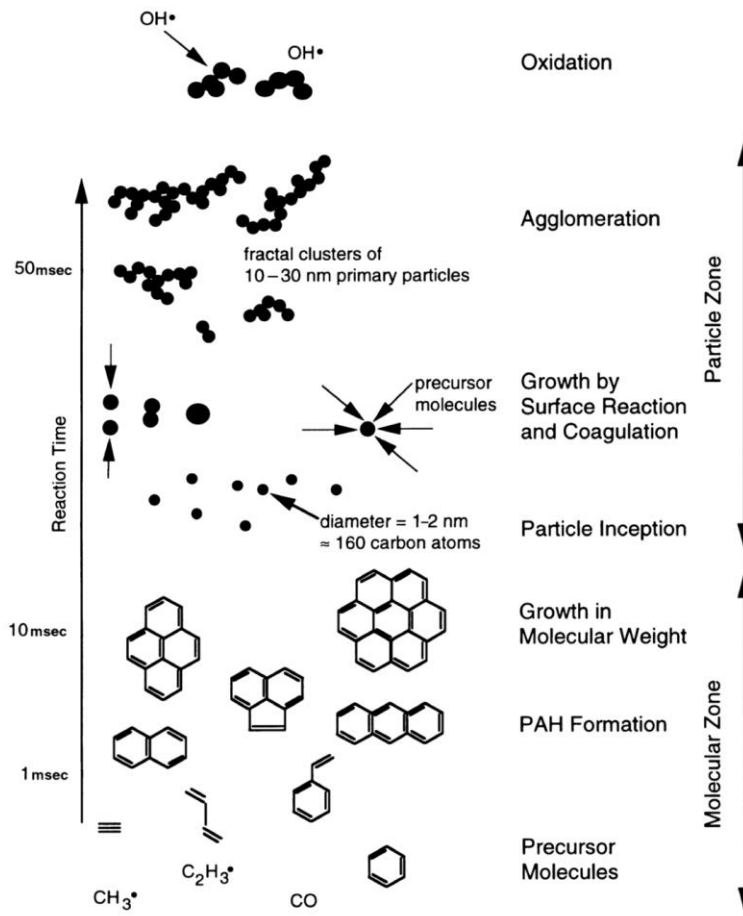 OH•
OH•
Oxidation
Agglomeration
fractal clusters of
10–30 nm primary particles
50msec
precursor
molecules
Growth by
Surface Reaction
and Coagulation
Particle Zone
Reaction Time
diameter = 1–2 nm
≈ 160 carbon atoms
Particle Inception
10msec
Growth in
Molecular Weight
PAH Formation
Molecular Zone
1msec
Precursor
Molecules
C₂H₃•
CH₃•
CO